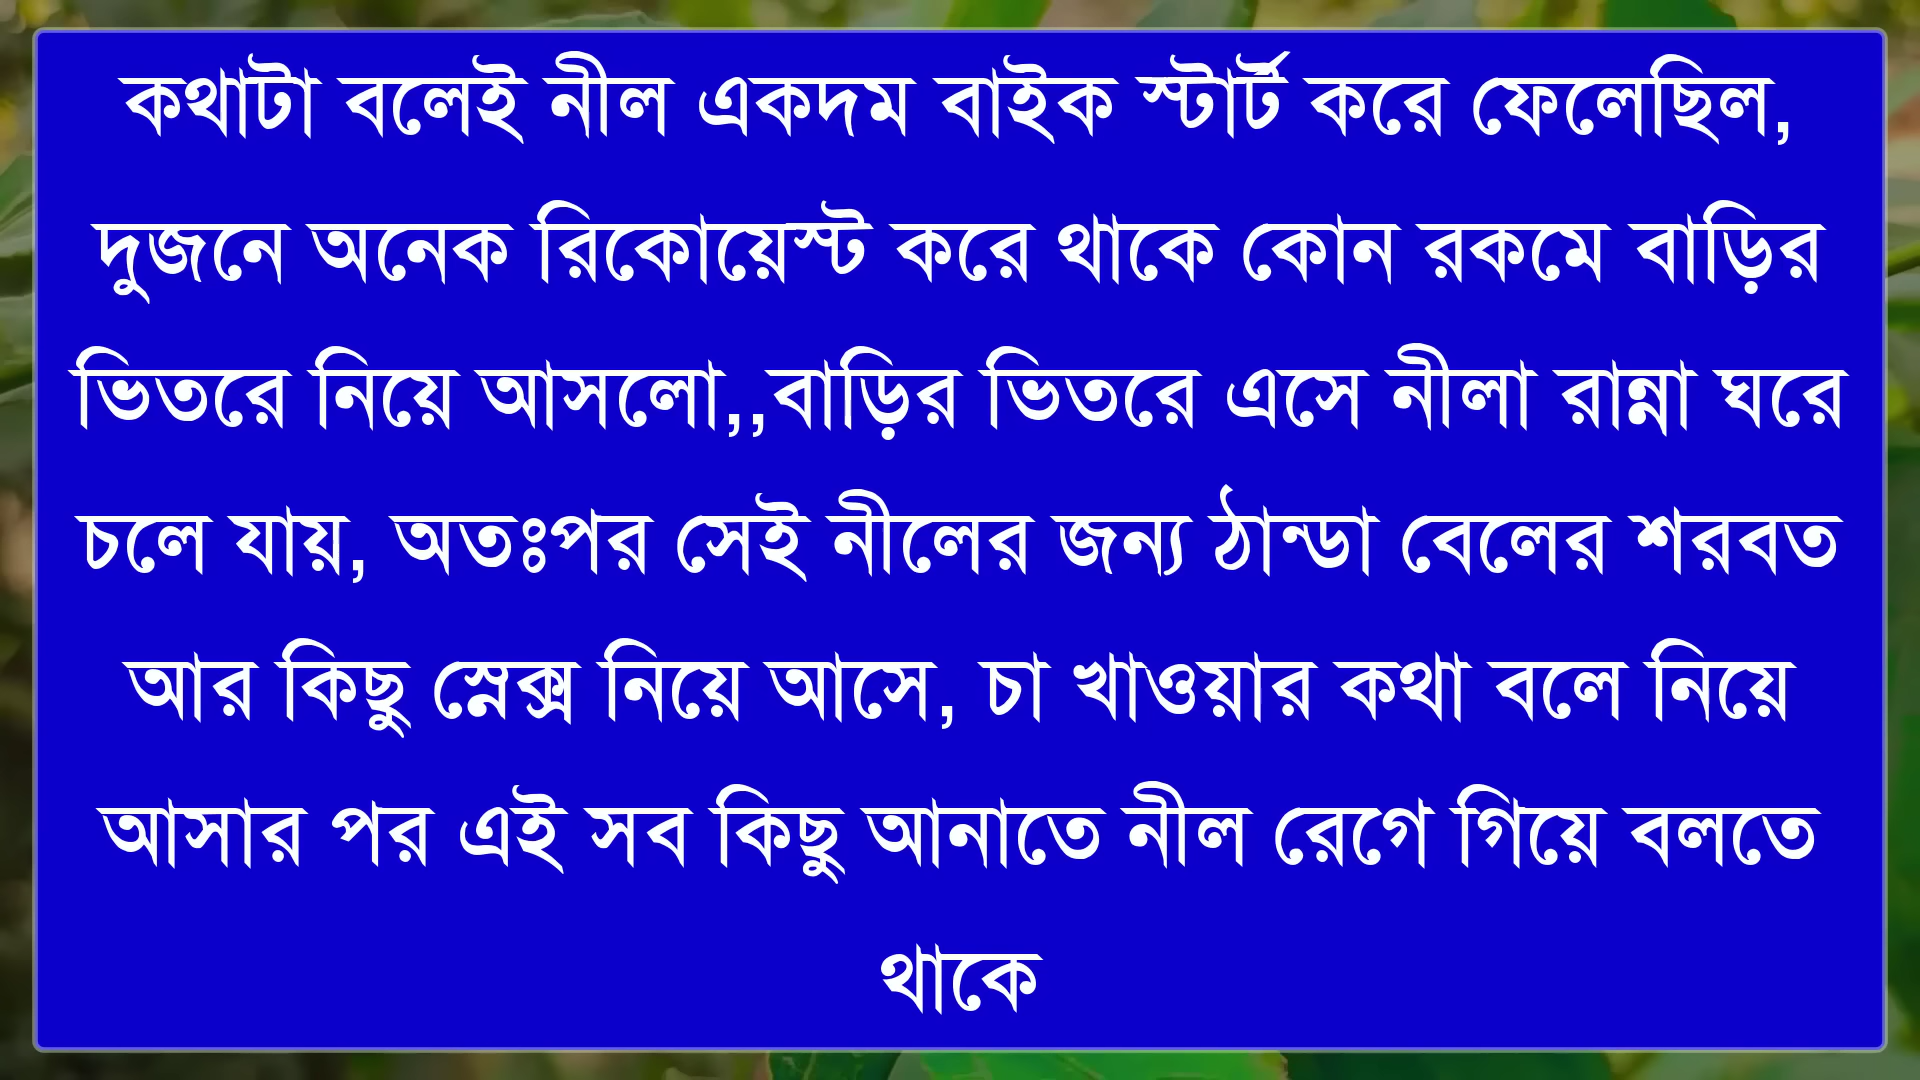 কথাটা বলেই নীল একদম বাইক স্টার্ট করে ফেলেছিল,
দুজনে অনেক রিকোয়েস্ট করে থাকে কোন রকমে বাড়ির
ভিতরে নিয়ে আসলো,,বাড়ির ভিতরে এসে নীলা রান্না ঘরে
চলে যায়, অতঃপর সেই নীলের জন্য ঠান্ডা বেলের শরবত
আর কিছু স্নেক্স নিয়ে আসে, চা খাওয়ার কথা বলে নিয়ে
আসার পর এই সব কিছু আনাতে নীল রেগে গিয়ে বলতে
থাকে